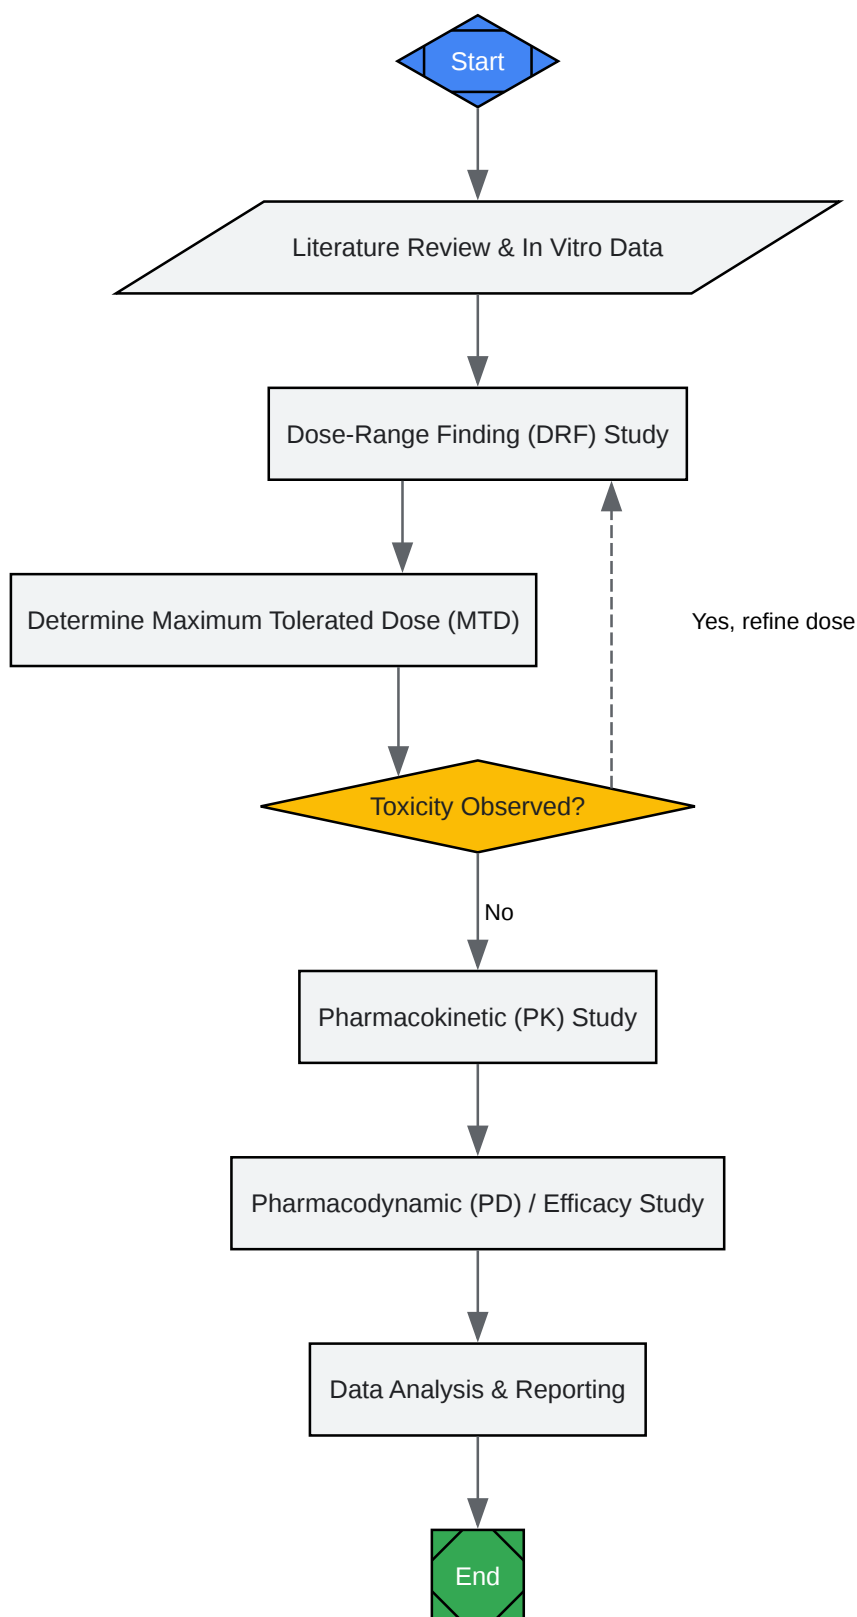 Start
Literature Review & In Vitro Data
Dose-Range Finding (DRF) Study
Determine Maximum Tolerated Dose (MTD)
Yes, refine dose
Toxicity Observed?
No
Pharmacokinetic (PK) Study
Pharmacodynamic (PD) / Efficacy Study
Data Analysis & Reporting
End